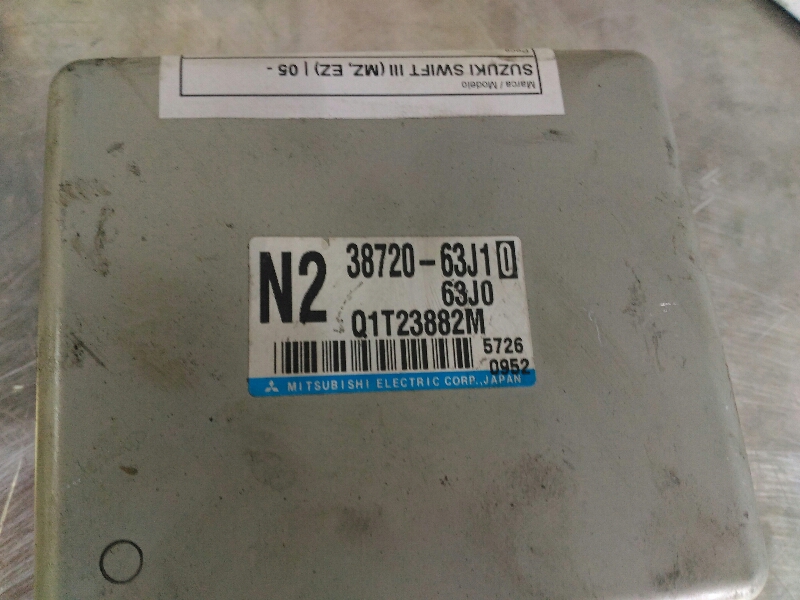 Marca / Modelo
SUZUKI SWIFT III (MZ, EZ) | 05 -
N2
38720-63J10
63J0
Q1T23882M
5726
0952
MITSUBISHI ELECTRIC CORP., JAPAN